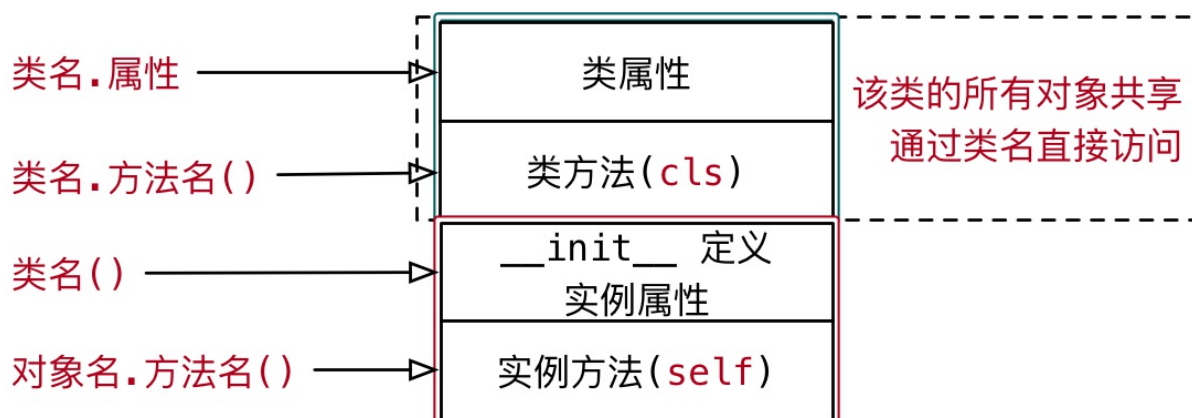 类名.属性
类属性
该类的所有对象共享
通过类名直接访问
类名.方法名()
类方法(cls)
类名()
__init__ 定义
实例属性
对象名.方法名()
实例方法(self)